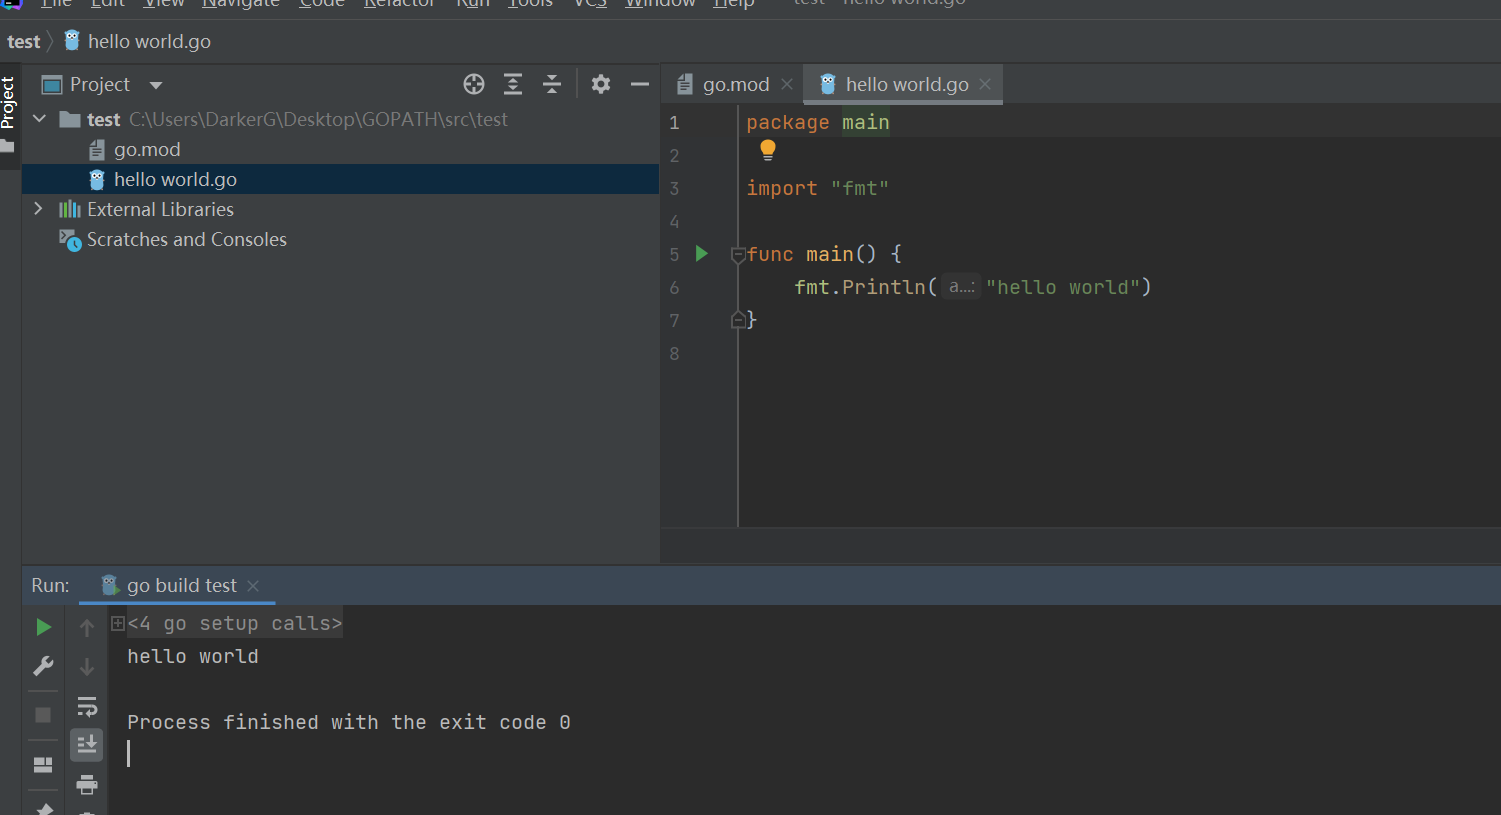 File Edit View Navigate Code Refactor Run Tools VCS Window Help test - hello world.go
test hello world.go
Project
Project
go.mod
hello world.go
test C:\Users\DarkerG\Desktop\GOPATH\src\test
go.mod
hello world.go
External Libraries
Scratches and Consoles
1 package main
2
3 import "fmt"
4
5 func main() {
6 fmt.Println( a...: "hello world")
7 }
8
Run: go build test
<4 go setup calls>
hello world
Process finished with the exit code 0